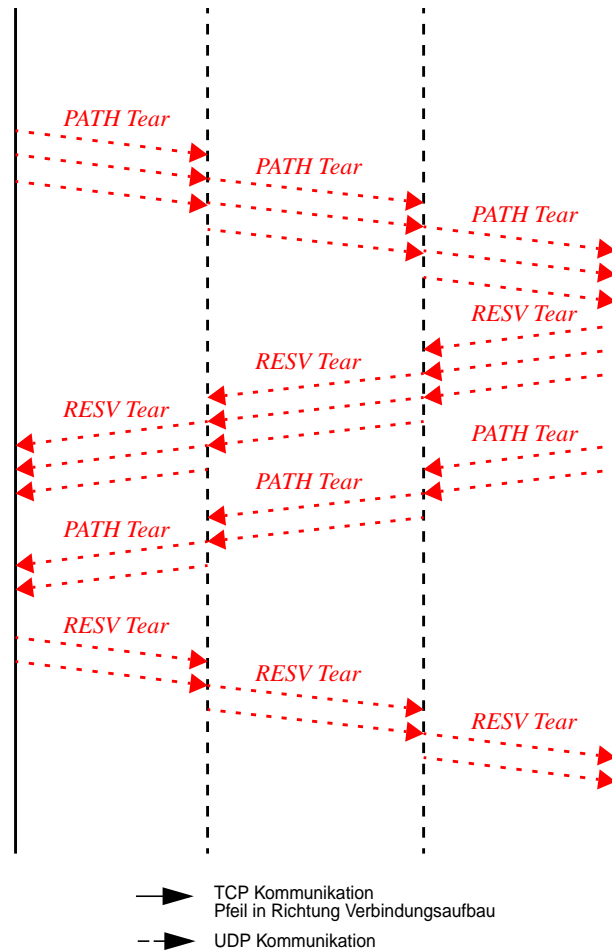 PATH Tear
PATH Tear
PATH Tear
RESV Tear
RESV Tear
RESV Tear
PATH Tear
PATH Tear
PATH Tear
RESV Tear
RESV Tear
RESV Tear
TCP Kommunikation
Pfeil in Richtung Verbindungsaufbau
UDP Kommunikation